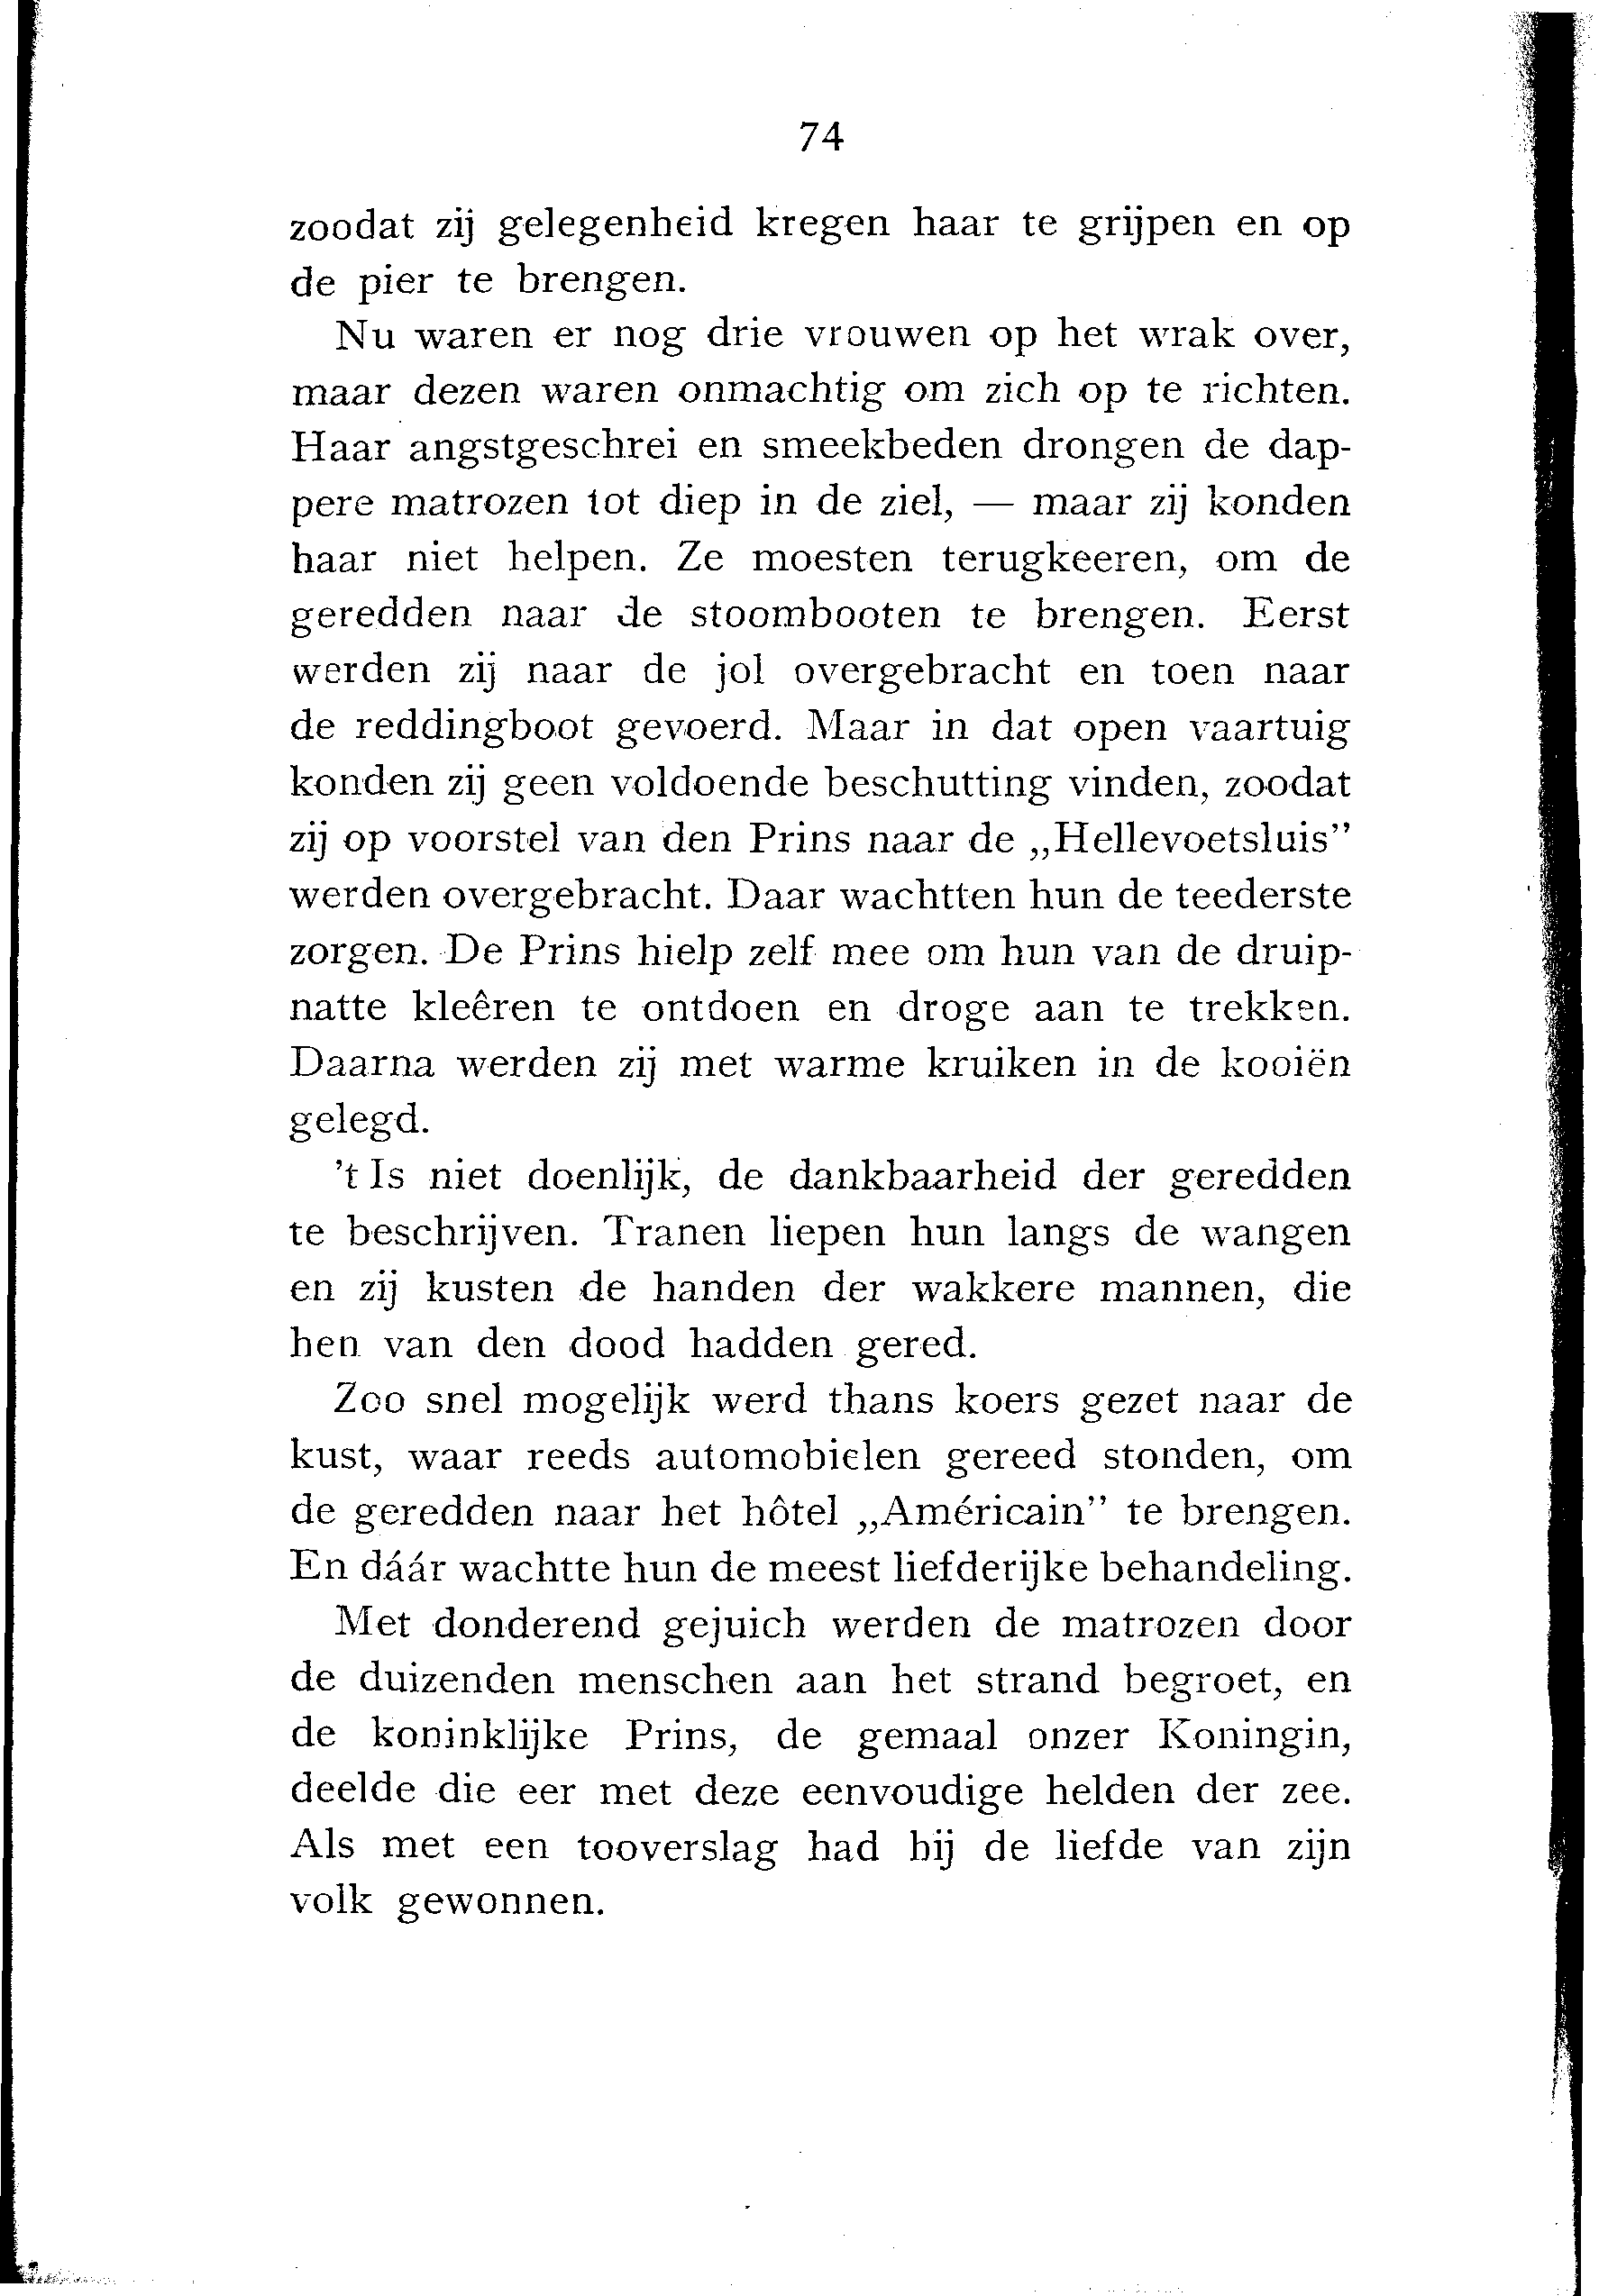 74
zoodat zij gelegenheid kregen haar te grijpen en op
de pier te brengen.
Nu waren er nog drie vrouwen op het wrak over,
maar dezen waren onmachtig om zich op te richten.
Haar angstgeschrei en smeekbeden drongen de dap-
pere matrozen tot diep in de ziel, — maar zij konden
haar niet helpen. Ze moesten terugkeeren, om de
geredden naar de stoombooten te brengen. Eerst
werden zij naar de jol overgebracht en toen naar
de reddingboot gevoerd. Maar in dat open vaartuig
konden zij geen voldoende beschutting vinden, zoodat
zij op voorstel van den Prins naar de „Hellevoetsluis”
werden overgebracht. Daar wachtten hun de teederste
zorgen. De Prins hielp zelf mee om hun van de druip-
natte kleêren te ontdoen en droge aan te trekken.
Daarna werden zij met warme kruiken in de kooiën
gelegd.
’t Is niet doenlijk, de dankbaarheid der geredden
te beschrijven. Tranen liepen hun langs de wangen
en zij kusten de handen der wakkere mannen, die
hen van den dood hadden gered.
Zoo snel mogelijk werd thans koers gezet naar de
kust, waar reeds automobielen gereed stonden, om
de geredden naar het hôtel „Américain” te brengen.
En dáár wachtte hun de meest liefderijke behandeling.
Met donderend gejuich werden de matrozen door
de duizenden menschen aan het strand begroet, en
de koninklijke Prins, de gemaal onzer Koningin,
deelde die eer met deze eenvoudige helden der zee.
Als met een tooverslag had hij de liefde van zijn
volk gewonnen.